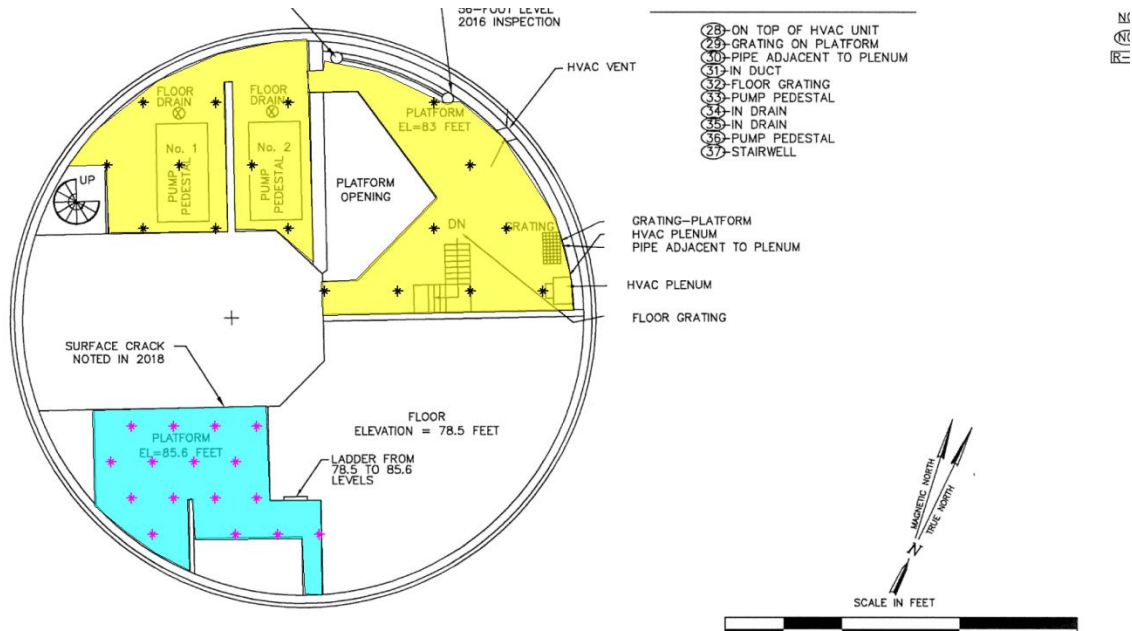 56-FOOT LEVEL
2016 INSPECTION
28 ON TOP OF HVAC UNIT
29 GRATING ON PLATFORM
30 PIPE ADJACENT TO PLENUM
31 IN DUCT
32 FLOOR GRATING
33 PUMP PEDESTAL
34 IN DRAIN
35 IN DRAIN
36 PUMP PEDESTAL
37 STAIRWELL
HVAC VENT
FLOOR
DRAIN
FLOOR
DRAIN
PLATFORM
EL=83 FEET
No. 1
PUMP
PEDESTAL
No. 2
PUMP
PEDESTAL
UP
PLATFORM
OPENING
DN
GRATING
GRATING-PLATFORM
HVAC PLENUM
PIPE ADJACENT TO PLENUM
HVAC PLENUM
FLOOR GRATING
SURFACE CRACK
NOTED IN 2018
PLATFORM
EL=85.6 FEET
FLOOR
ELEVATION = 78.5 FEET
LADDER FROM
78.5 TO 85.6
LEVELS
MAGNETIC NORTH
TRUE NORTH
N
SCALE IN FEET